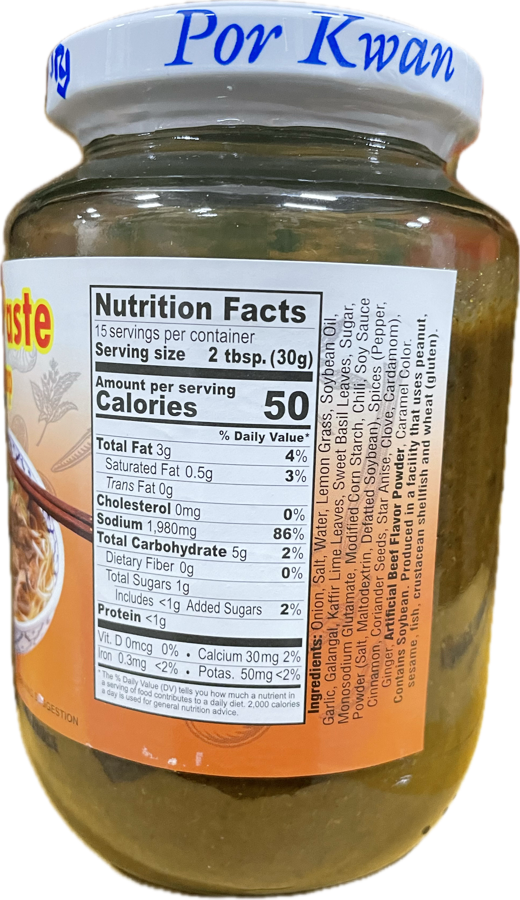 Por Kwan
aste
Nutrition Facts
15 servings per container
Serving size 2 tbsp. (30g)
Amount per serving
Calories 50
% Daily Value*
Total Fat 3g 4%
Saturated Fat 0.5g 3%
Trans Fat 0g
Cholesterol 0mg 0%
Sodium 1,980mg 86%
Total Carbohydrate 5g 2%
Dietary Fiber 0g 0%
Total Sugars 1g
Includes <1g Added Sugars 2%
Protein <1g
Vit. D 0mcg 0% • Calcium 30mg 2%
Iron 0.3mg <2% • Potas. 50mg <2%
* The % Daily Value (DV) tells you how much a nutrient in
a serving of food contributes to a daily diet. 2,000 calories
a day is used for general nutrition advice.
Ingredients: Onion, Salt, Water, Lemon Grass, Soybean Oil,
Garlic, Galangal, Kaffir Lime Leaves, Sweet Basil Leaves, Sugar,
Monosodium Glutamate, Modified Corn Starch, Chili, Soy Sauce
Powder (Salt, Maltodextrin, Defatted Soybean), Spices (Pepper,
Cinnamon, Coriander Seeds, Star Anise, Clove, Cardamom),
Ginger, Artificial Beef Flavor Powder, Caramel Color.
Contains Soybean. Produced in a facility that uses peanut,
sesame, fish, crustacean shellfish and wheat (gluten).
GESTION